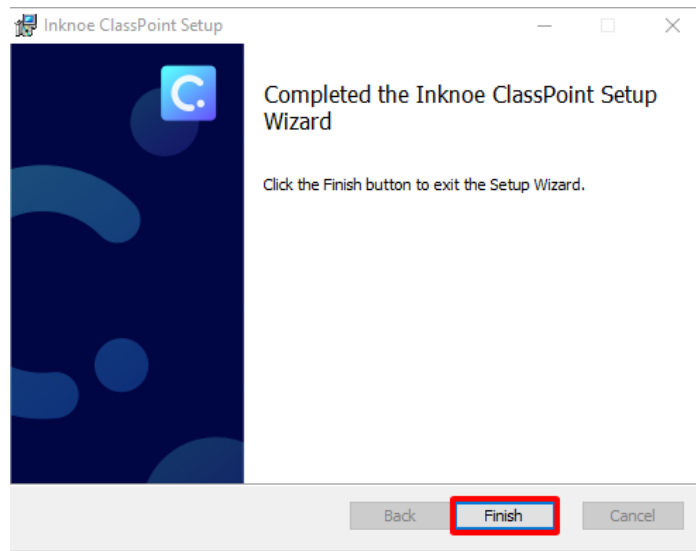 Inknoe ClassPoint Setup
C.
Completed the Inknoe ClassPoint Setup
Wizard
Click the Finish button to exit the Setup Wizard.
Back Finish Cancel